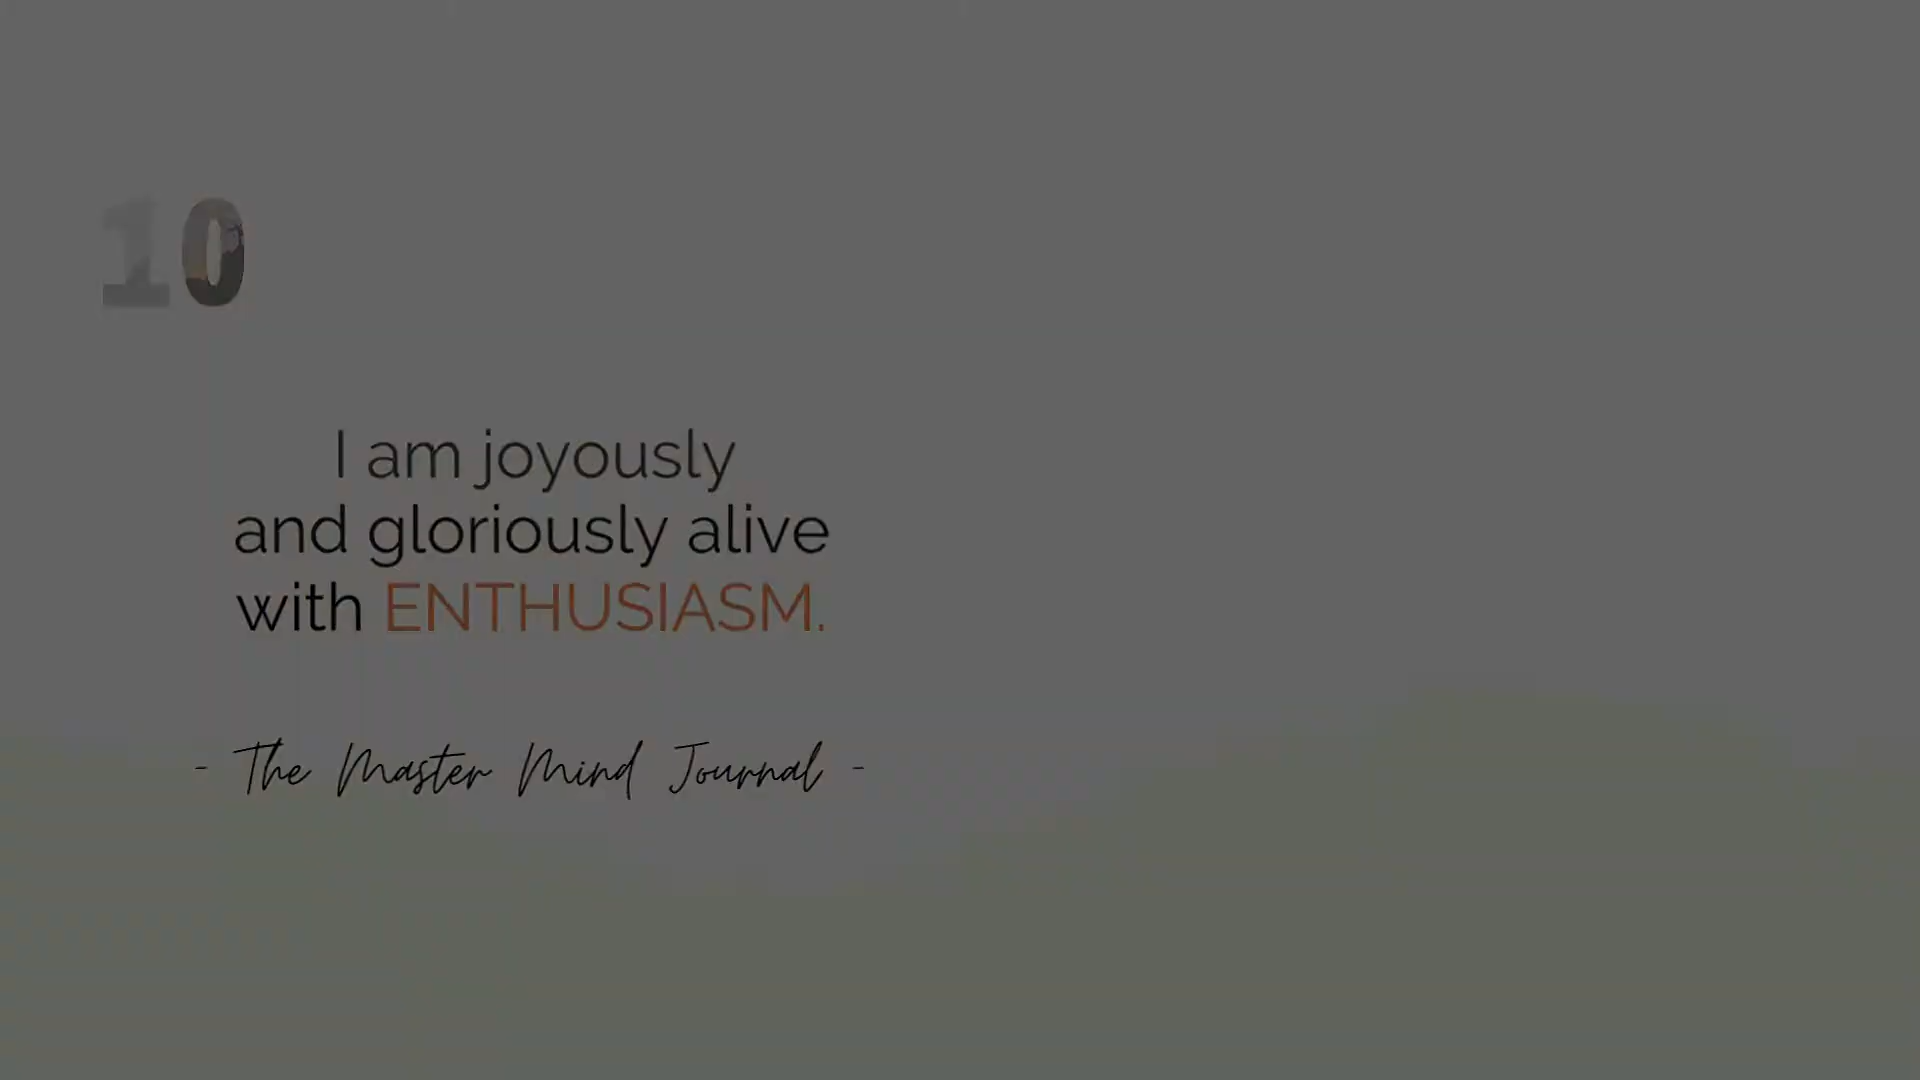 10
I am joyously
and gloriously alive
with ENTHUSIASM.
- The Master Mind Journal -